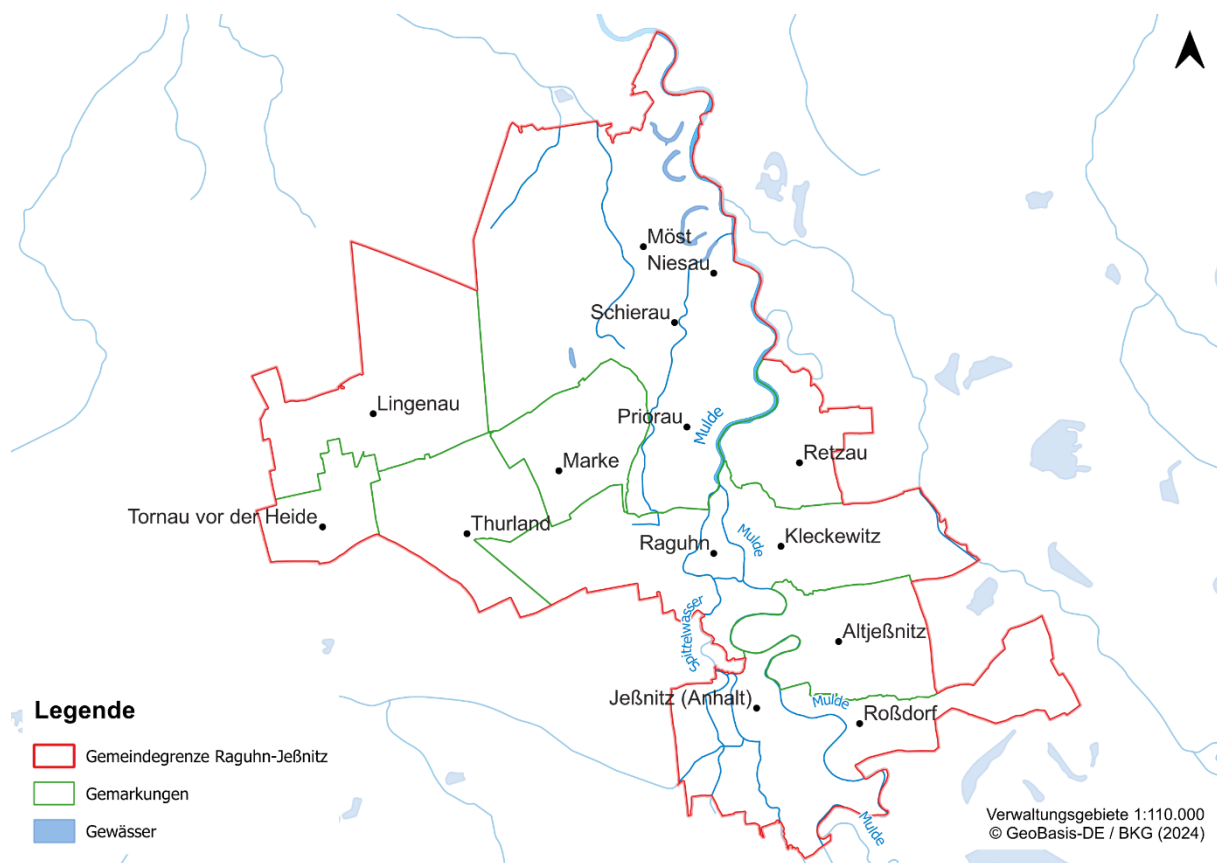 Möst
Niesau
Schierau
Lingenau
Priorau
Mulde
Marke
Retzau
Tornau vor der Heide
Thurland
Raguhn
Mulde
Kleckewitz
Spittelwasser
Altjeßnitz
Jeßnitz (Anhalt)
Mulde
Roßdorf
Legende
Gemeindegrenze Raguhn-Jeßnitz
Gemarkungen
Gewässer
Mulde
Verwaltungsgebiete 1:110.000
© GeoBasis-DE / BKG (2024)